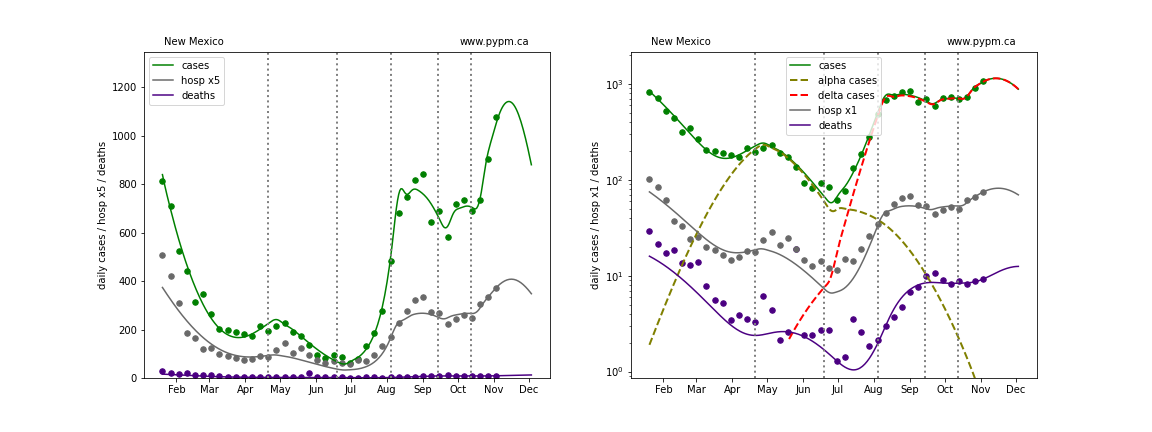 New Mexico
www.pypm.ca
cases
hosp x5
deaths
daily cases / hosp x5 / deaths
1200
1000
800
600
400
200
0
Feb Mar Apr May Jun Jul Aug Sep Oct Nov Dec
New Mexico
www.pypm.ca
cases
alpha cases
delta cases
hosp x1
deaths
daily cases / hosp x1 / deaths
10³
10²
10¹
10⁰
Feb Mar Apr May Jun Jul Aug Sep Oct Nov Dec